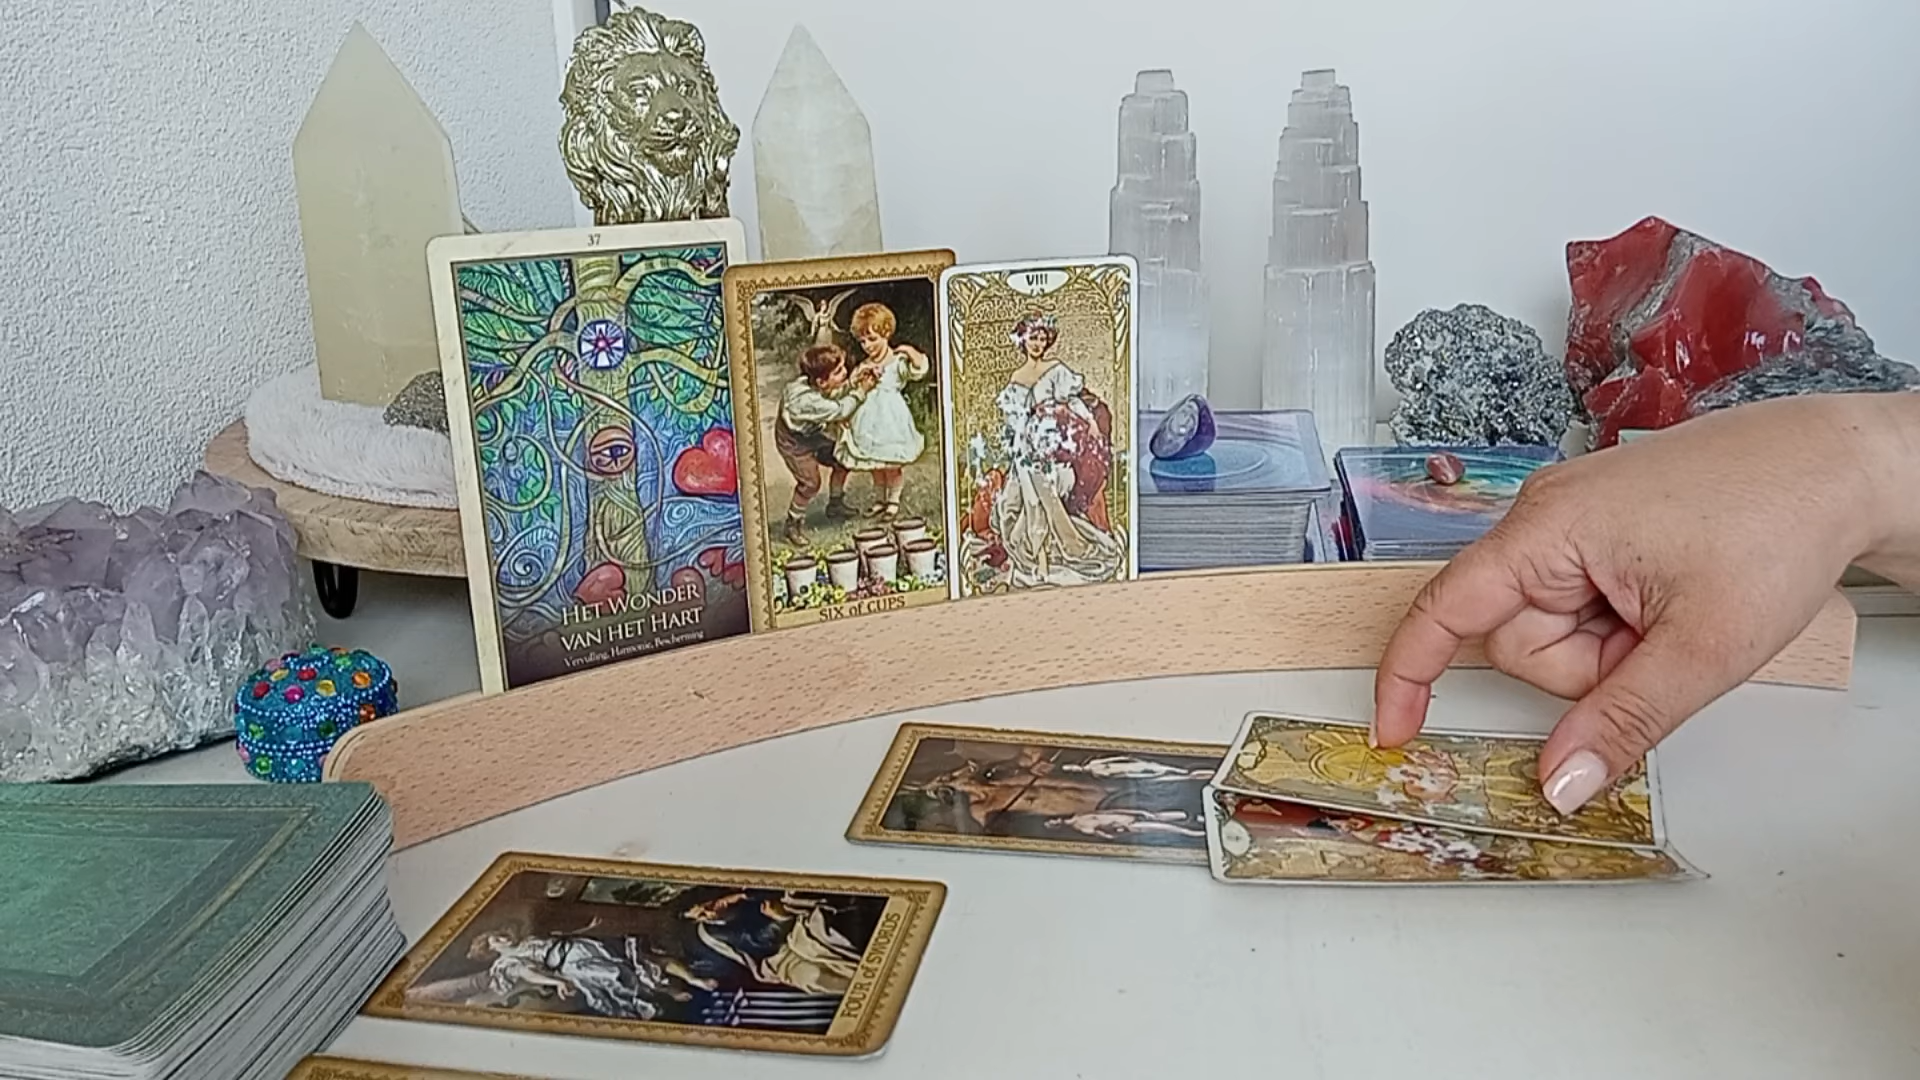 37
HET WONDER
VAN HET HART
Vervulling, Harmonie, Bescherming
SIX of CUPS
VIII
FOUR of SWORDS